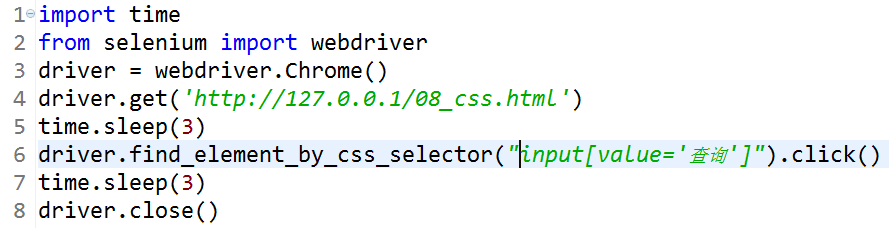 1 import time
2 from selenium import webdriver
3 driver = webdriver.Chrome()
4 driver.get('http://127.0.0.1/08_css.html')
5 time.sleep(3)
6 driver.find_element_by_css_selector("input[value='查询']").click()
7 time.sleep(3)
8 driver.close()